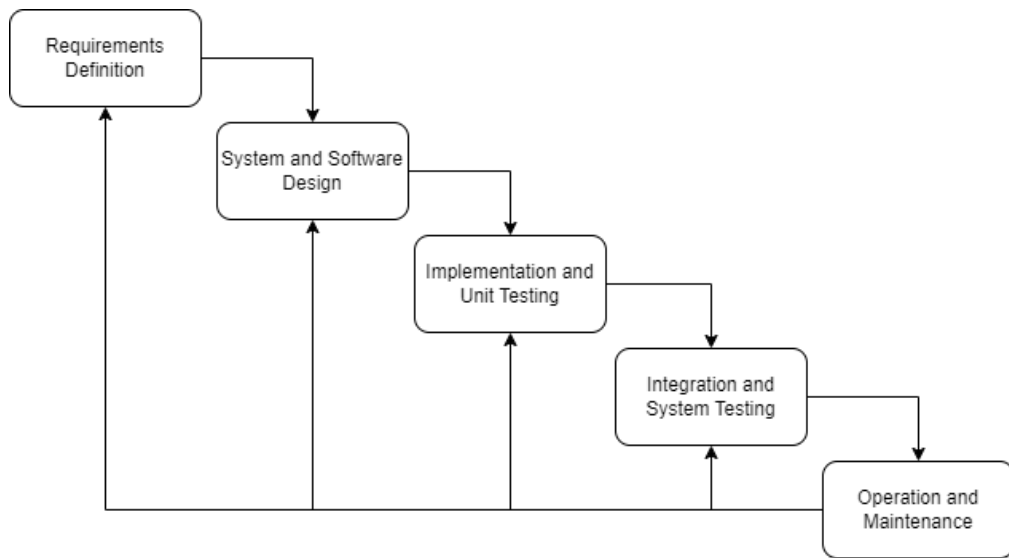 Requirements
Definition
System and Software
Design
Implementation and
Unit Testing
Integration and
System Testing
Operation and
Maintenance